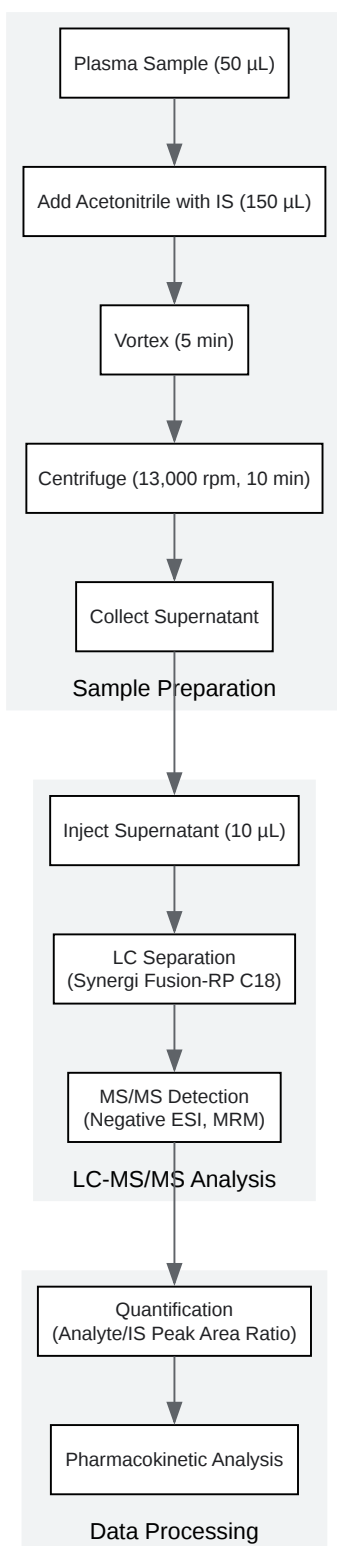 Plasma Sample (50 µL)
Add Acetonitrile with IS (150 µL)
Vortex (5 min)
Centrifuge (13,000 rpm, 10 min)
Collect Supernatant
Sample Preparation
Inject Supernatant (10 µL)
LC Separation
(Synergi Fusion-RP C18)
MS/MS Detection
(Negative ESI, MRM)
LC-MS/MS Analysis
Quantification
(Analyte/IS Peak Area Ratio)
Pharmacokinetic Analysis
Data Processing